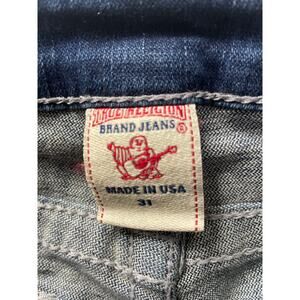 TRUE RELIGION
BRAND JEANS®
MADE IN USA
31